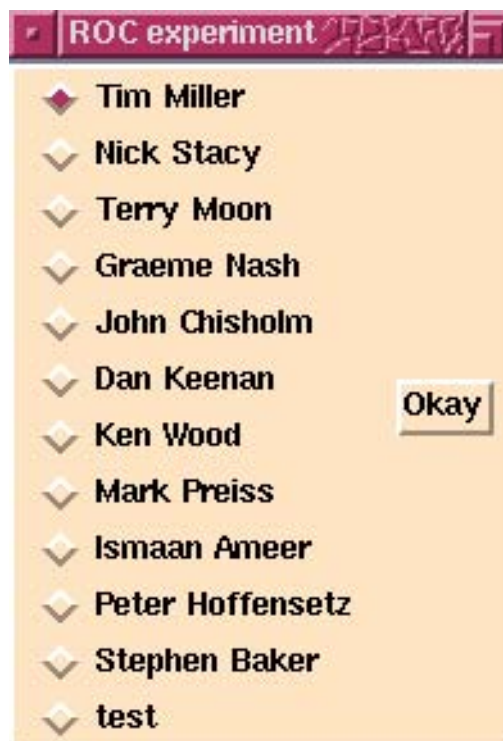 ROC experiment
Tim Miller
Nick Stacy
Terry Moon
Graeme Nash
John Chisholm
Dan Keenan
Okay
Ken Wood
Mark Preiss
Ismaan Ameer
Peter Hoffensetz
Stephen Baker
test